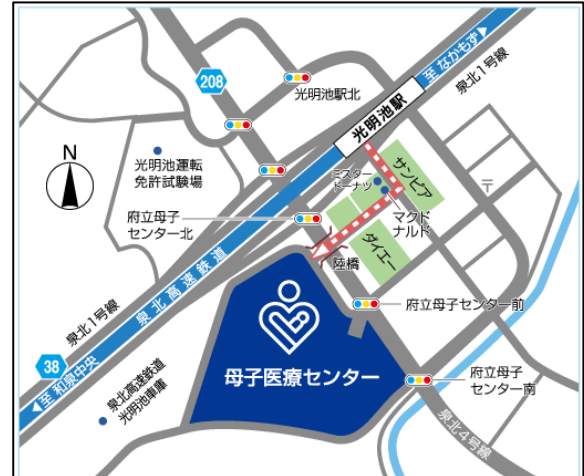 至 なかもず
泉北1号線
208
光明池駅北
光明池駅
N
光明池運転
免許試験場
ミスター
ドーナツ
サンピア
〒
マクド
ナルド
府立母子
センター北
ダイエー
陸橋
府立母子センター前
泉北高速鉄道
泉北1号線
38
至 和泉中央
母子医療センター
府立母子
センター南
泉北高速鉄道
光明池車庫
泉北4号線